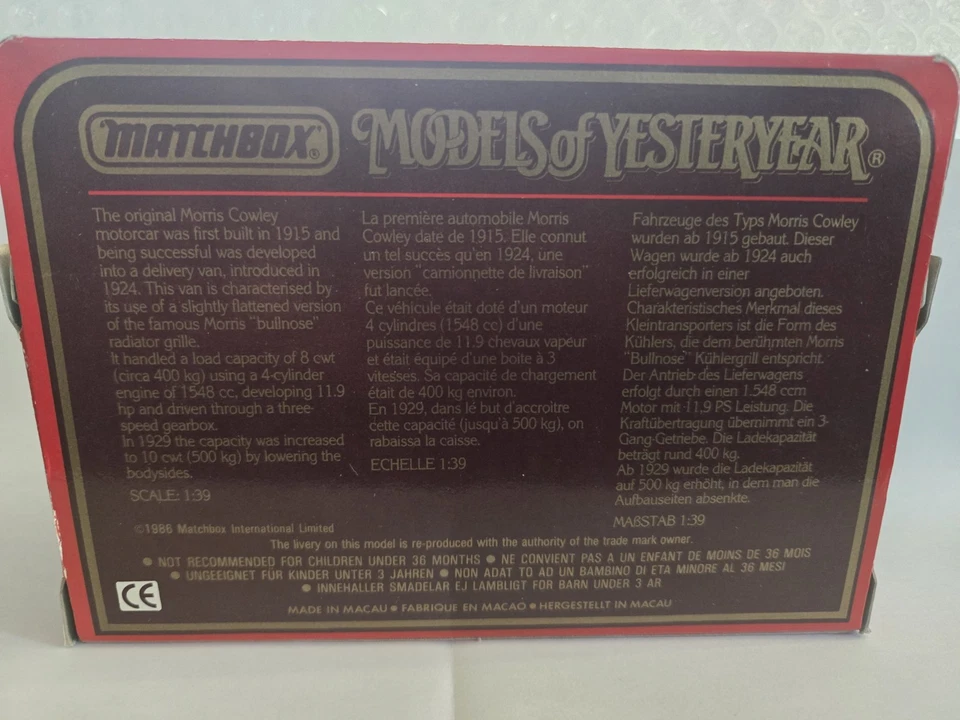 MATCHBOX®
MODELS of YESTERYEAR®
The original Morris Cowley
motorcar was first built in 1915 and
being successful was developed
into a delivery van, introduced in
1924. This van is characterised by
its use of a slightly flattened version
of the famous Morris "bullnose"
radiator grille.
It handled a load capacity of 8 cwt
(circa 400 kg) using a 4-cylinder
engine of 1548 cc, developing 11.9
hp and driven through a three-
speed gearbox.
In 1929 the capacity was increased
to 10 cwt (500 kg) by lowering the
bodysides.
SCALE: 1:39
La première automobile Morris
Cowley date de 1915. Elle connut
un tel succès qu'en 1924, une
version "camionnette de livraison"
fut lancée.
Ce véhicule était doté d'un moteur
4 cylindres (1548 cc) d'une
puissance de 11.9 chevaux vapeur
et était équipé d'une boite à 3
vitesses. Sa capacité de chargement
était de 400 kg environ.
En 1929, dans lé but d'accroitre
cette capacité (jusqu'à 500 kg), on
rabaissa la caisse.
ECHELLE 1:39
Fahrzeuge des Typs Morris Cowley
wurden ab 1915 gebaut. Dieser
Wagen wurde ab 1924 auch
erfolgreich in einer
Lieferwagenversion angeboten.
Charakteristisches Merkmal dieses
Kleintransporters ist die Form des
Kühlers, die dem berühmten Morris
"Bullnose" Kühlergrill entspricht.
Der Antrieb des Lieferwagens
erfolgt durch einen 1.548 ccm
Motor mit 11,9 PS Leistung. Die
Kraftübertragung übernimmt ein 3-
Gang-Getriebe. Die Ladekapazität
beträgt rund 400 kg.
Ab 1929 wurde die Ladekapazität
auf 500 kg erhöht, in dem man die
Aufbauseiten absenkte.
MAßSTAB 1:39
©1986 Matchbox International Limited
The livery on this model is re-produced with the authority of the trade mark owner.
● NOT RECOMMENDED FOR CHILDREN UNDER 36 MONTHS ● NE CONVIENT PAS A UN ENFANT DE MOINS DE 36 MOIS
● UNGEEIGNET FÜR KINDER UNTER 3 JAHREN ● NON ADATTO AD UN BAMBINO DI ETA MINORE AL 36 MESI
● INNEHALLER SMADELAR EJ LAMBLIGT FOR BARN UNDER 3 AR
CE
MADE IN MACAU ● FABRIQUE EN MACAO ● HERGESTELLT IN MACAU